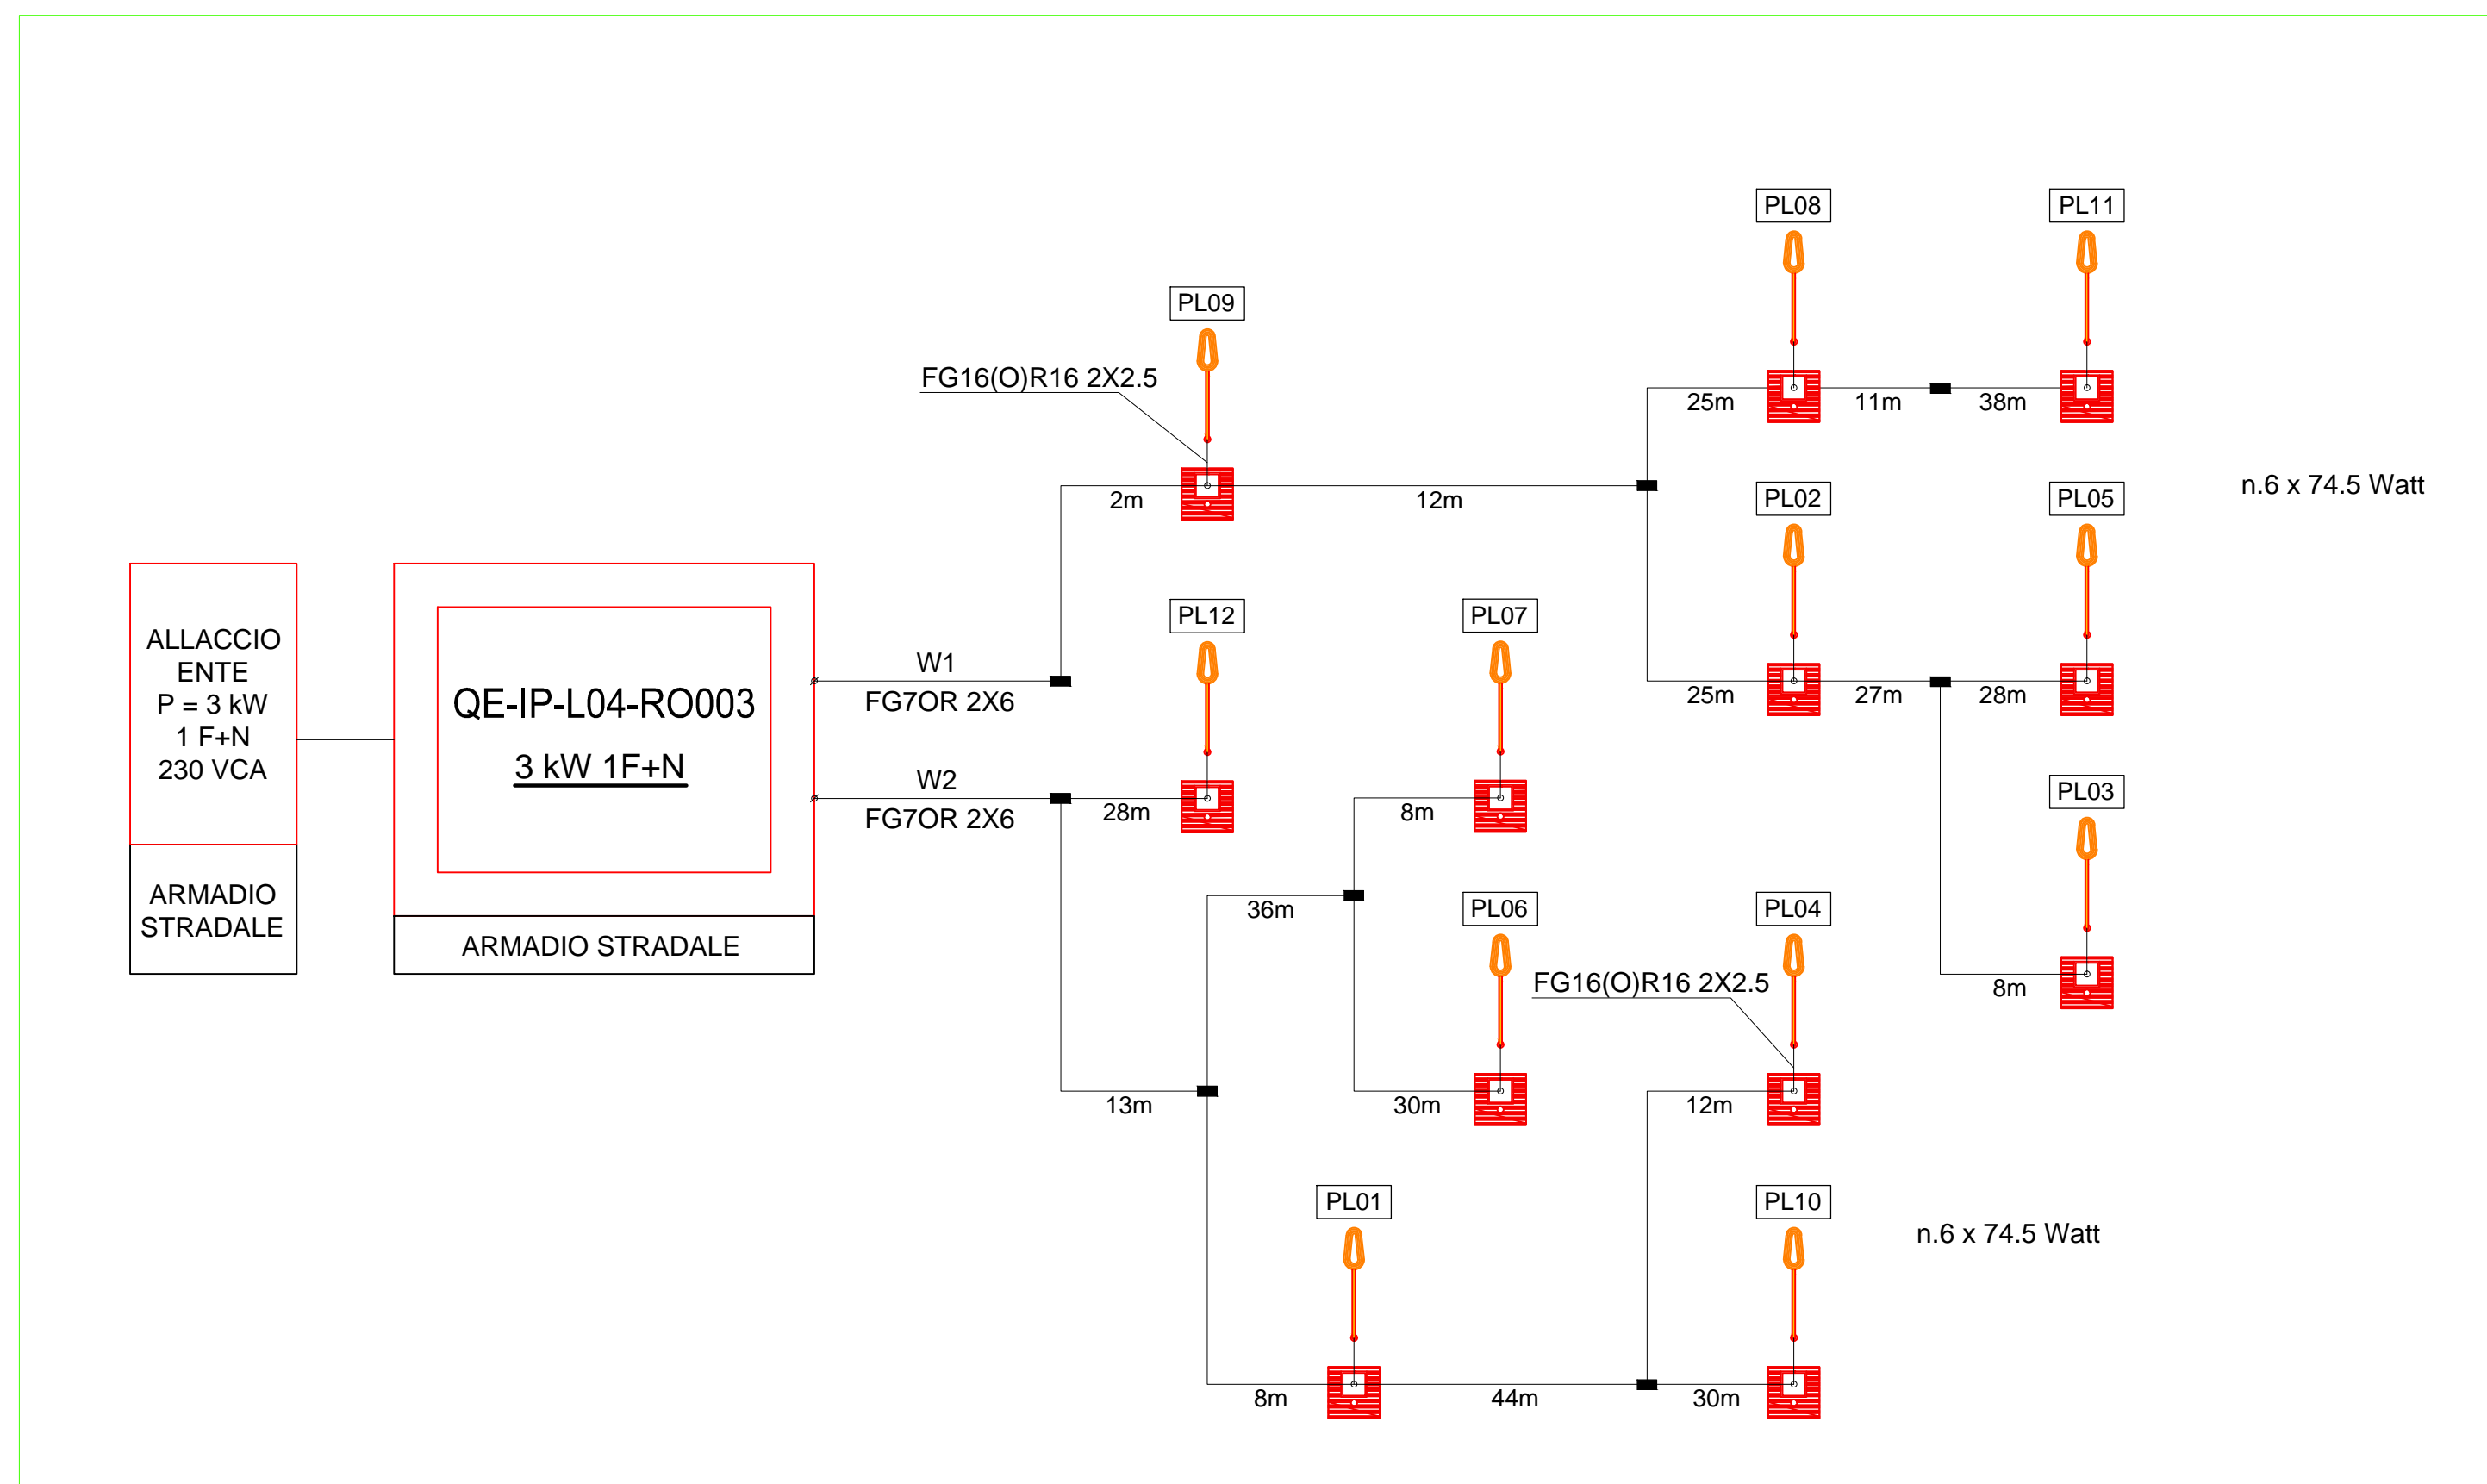 PL08
PL11
PL09
FG16(O)R16 2X2.5
25m
11m
38m
n.6 x 74.5 Watt
2m
12m
PL02
PL05
ALLACCIO
ENTE
P = 3 kW
1 F+N
230 VCA
ARMADIO
STRADALE
QE-IP-L04-RO003
3 kW 1F+N
ARMADIO STRADALE
W1
FG7OR 2X6
W2
FG7OR 2X6
PL12
PL07
25m
27m
28m
28m
8m
PL03
36m
PL06
PL04
FG16(O)R16 2X2.5
8m
13m
30m
12m
PL01
PL10
n.6 x 74.5 Watt
8m
44m
30m